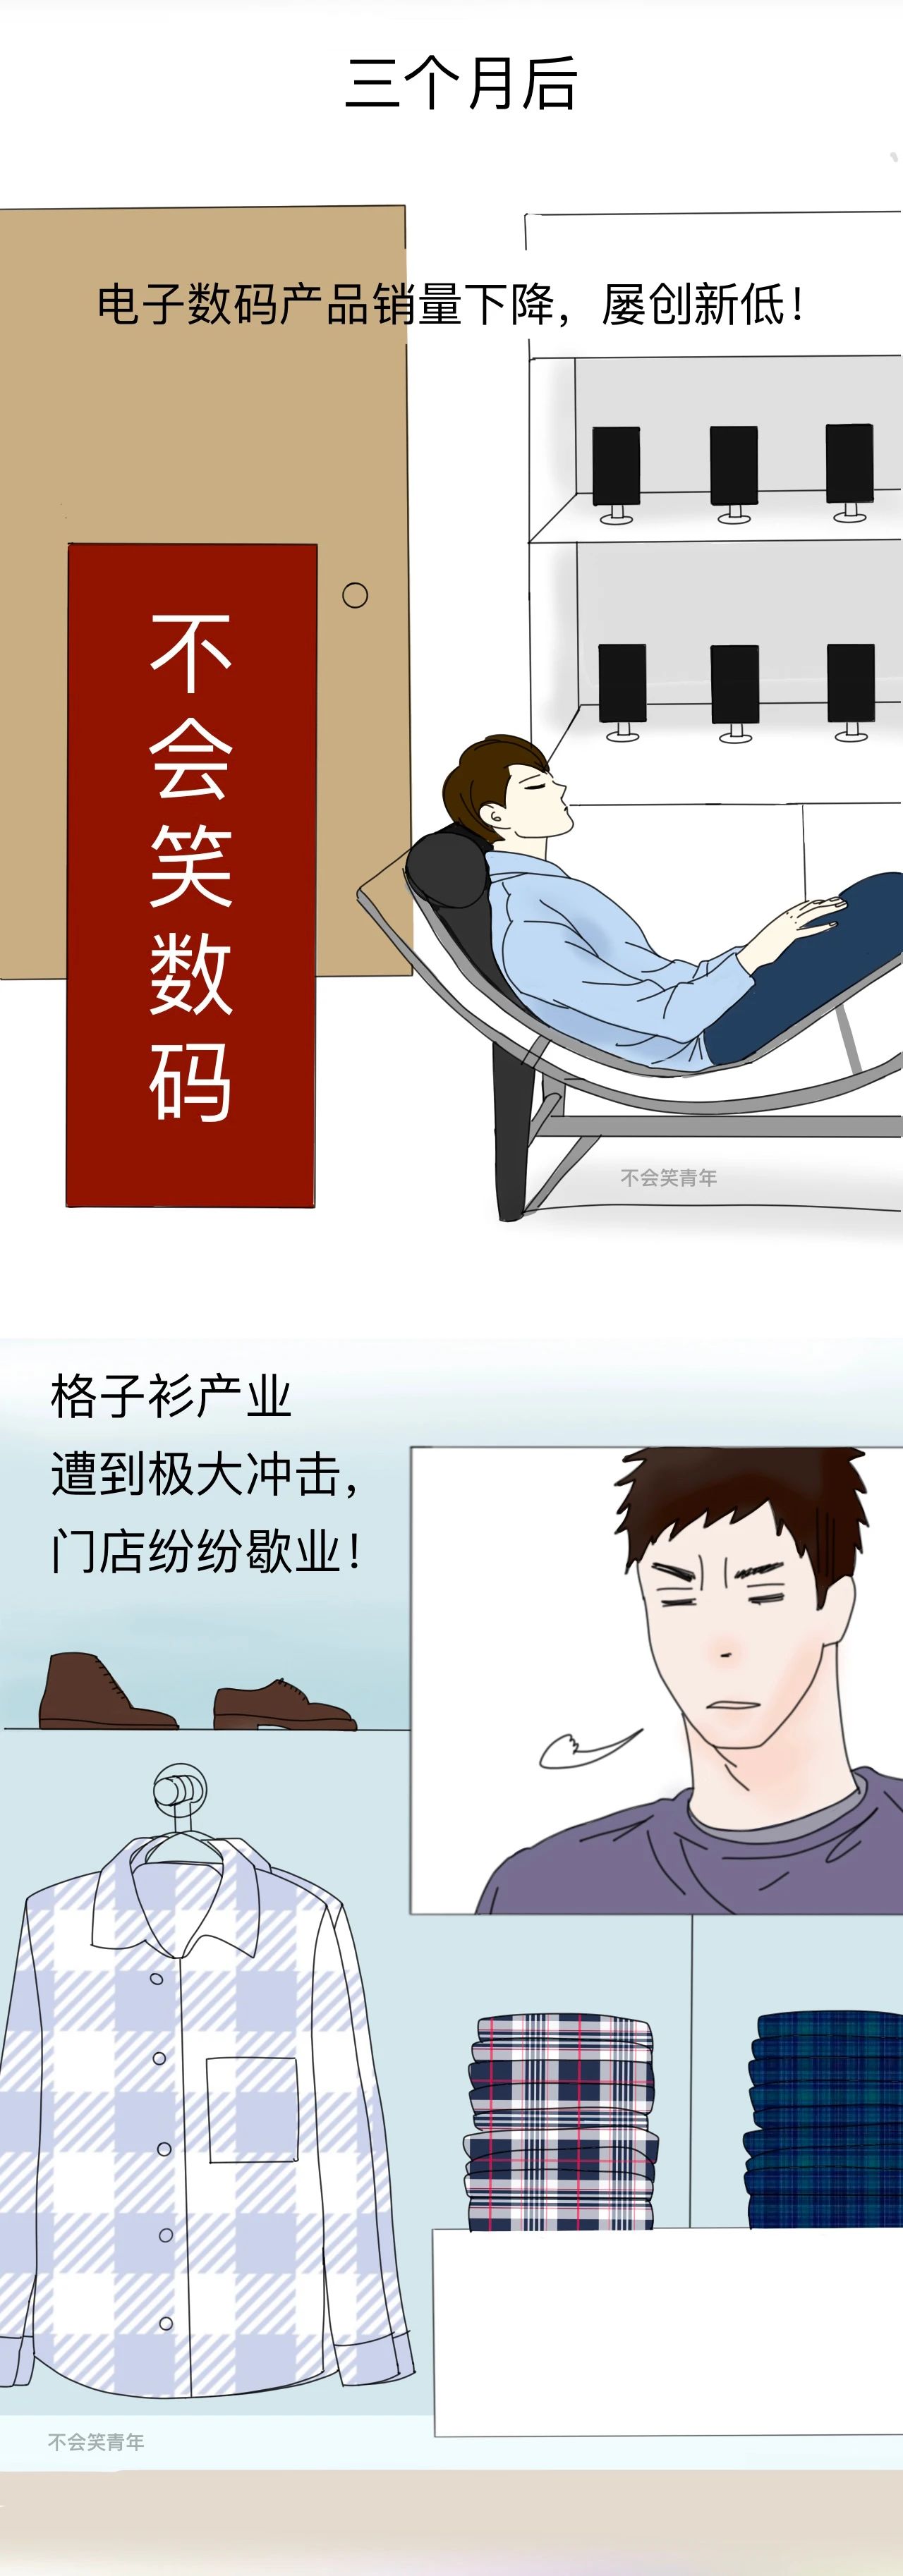 三个月后
电子数码产品销量下降，屡创新低！
不会笑数码
不会笑青年
格子衫产业
遭到极大冲击，
门店纷纷歇业！
不会笑青年